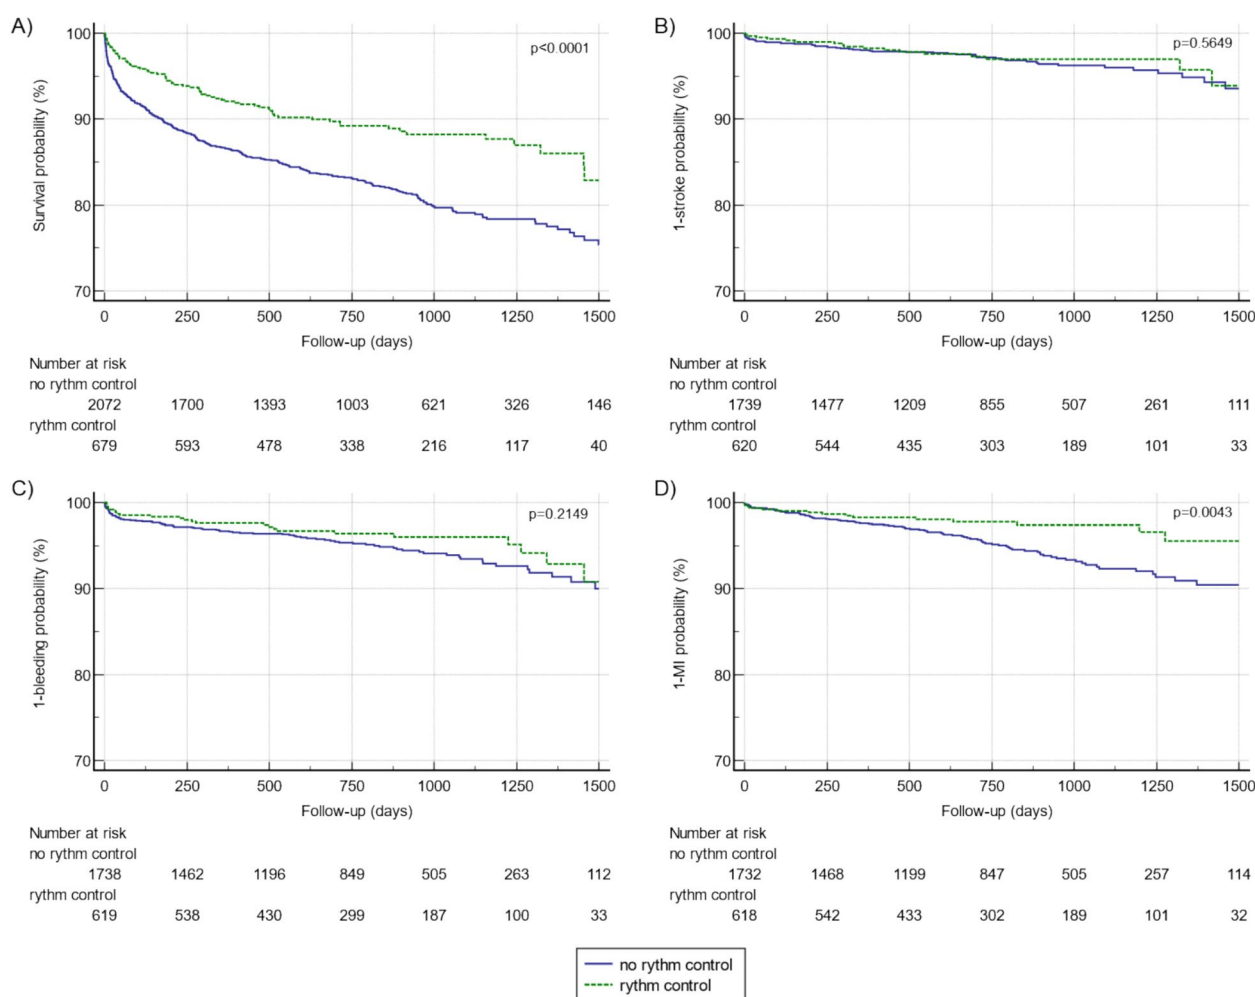 A)
p<0.0001
Survival probability (%)
100
90
80
70
0 250 500 750 1000 1250 1500
Follow-up (days)
Number at risk
no rythm control
2072 1700 1393 1003 621 326 146
rythm control
679 593 478 338 216 117 40
B)
p=0.5649
1-stroke probability (%)
100
90
80
70
0 250 500 750 1000 1250 1500
Follow-up (days)
Number at risk
no rythm control
1739 1477 1209 855 507 261 111
rythm control
620 544 435 303 189 101 33
C)
p=0.2149
1-bleeding probability (%)
100
90
80
70
0 250 500 750 1000 1250 1500
Follow-up (days)
Number at risk
no rythm control
1738 1462 1196 849 505 263 112
rythm control
619 538 430 299 187 100 33
D)
p=0.0043
1-MI probability (%)
100
90
80
70
0 250 500 750 1000 1250 1500
Follow-up (days)
Number at risk
no rythm control
1732 1468 1199 847 505 257 114
rythm control
618 542 433 302 189 101 32
no rythm control
rythm control